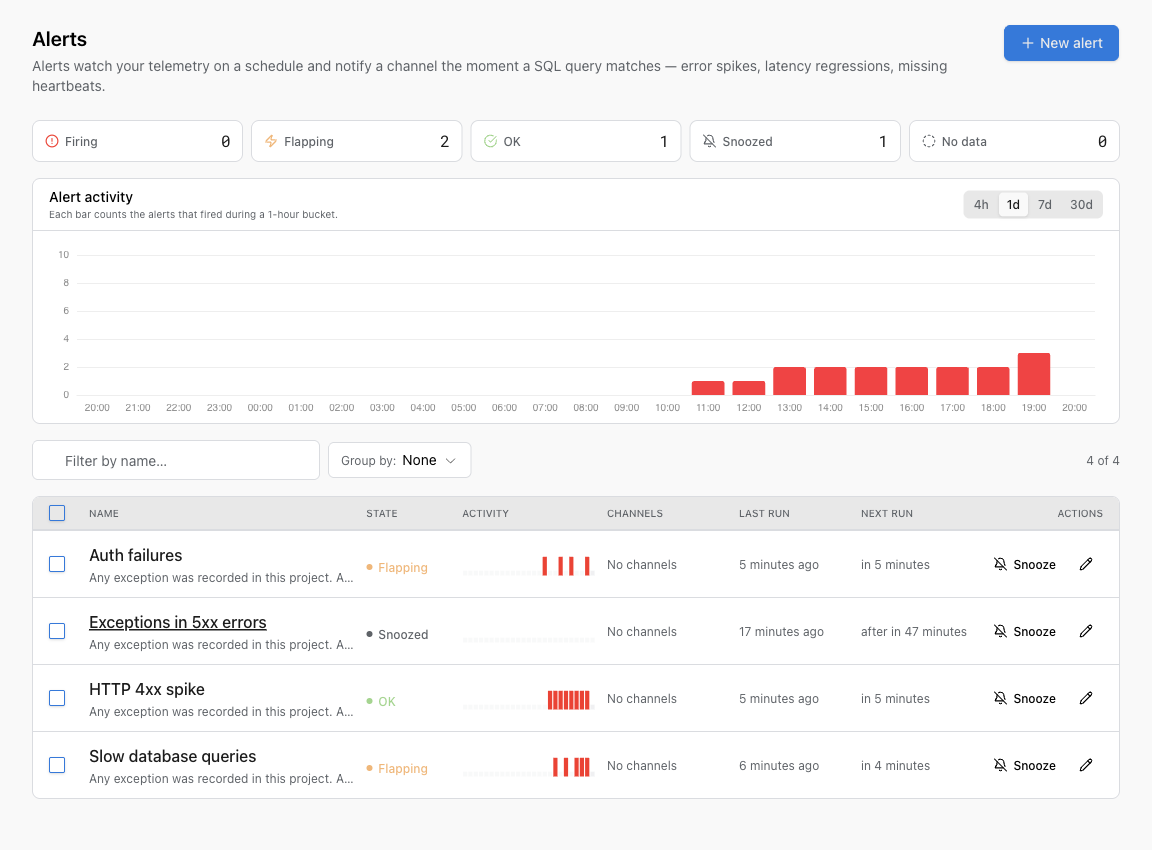 Alerts
New alert
Alerts watch your telemetry on a schedule and notify a channel the moment a SQL query matches — error spikes, latency regressions, missing
heartbeats.
Firing 0
Flapping 2
OK 1
Snoozed 1
No data 0
Alert activity
Each bar counts the alerts that fired during a 1-hour bucket.
4h 1d 7d 30d
10
8
6
4
2
0
20:00 21:00 22:00 23:00 00:00 01:00 02:00 03:00 04:00 05:00 06:00 07:00 08:00 09:00 10:00 11:00 12:00 13:00 14:00 15:00 16:00 17:00 18:00 19:00 20:00
Filter by name...
Group by: None
4 of 4
NAME STATE ACTIVITY CHANNELS LAST RUN NEXT RUN ACTIONS
Auth failures
Any exception was recorded in this project. A...
Flapping
No channels
5 minutes ago
in 5 minutes
Snooze
Exceptions in 5xx errors
Any exception was recorded in this project. A...
Snoozed
No channels
17 minutes ago
after in 47 minutes
Snooze
HTTP 4xx spike
Any exception was recorded in this project. A...
OK
No channels
5 minutes ago
in 5 minutes
Snooze
Slow database queries
Any exception was recorded in this project. A...
Flapping
No channels
6 minutes ago
in 4 minutes
Snooze